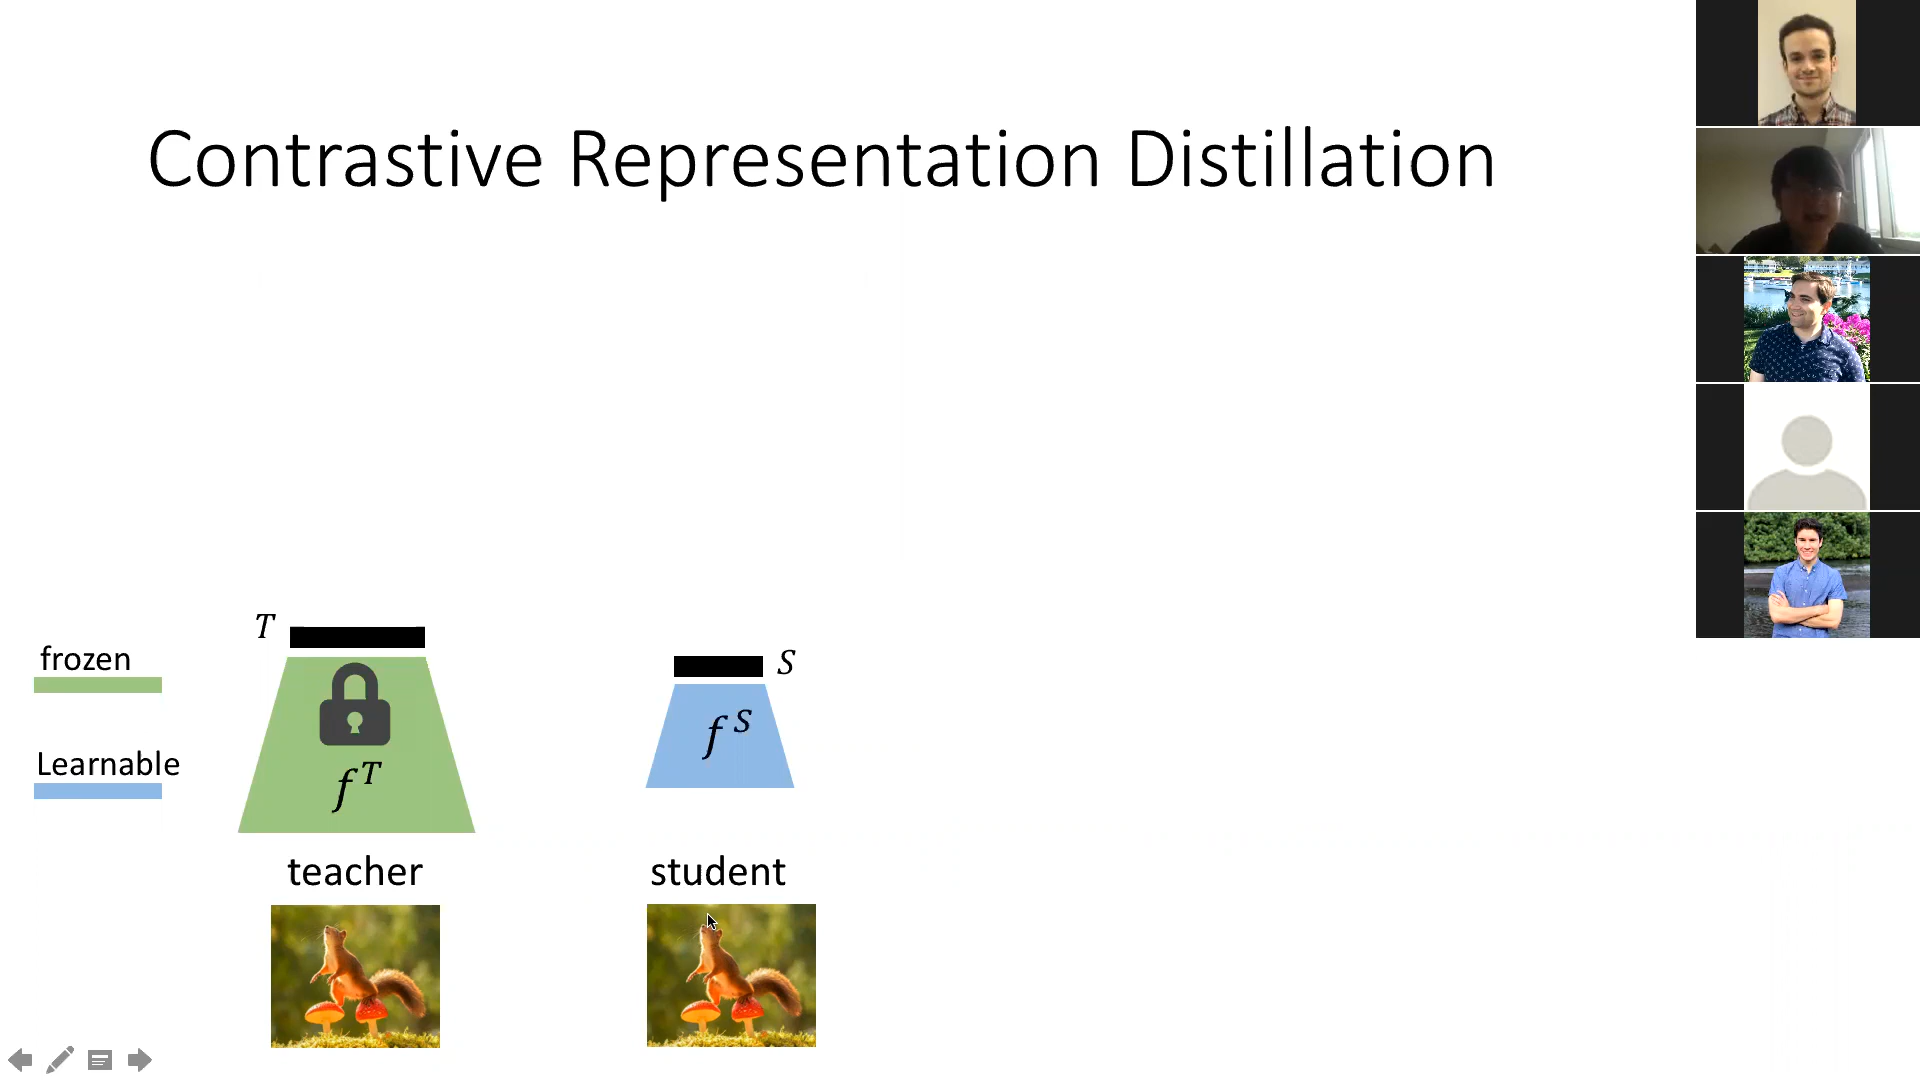 Contrastive Representation Distillation
T
frozen
S
f^S
Learnable
f^T
teacher
student